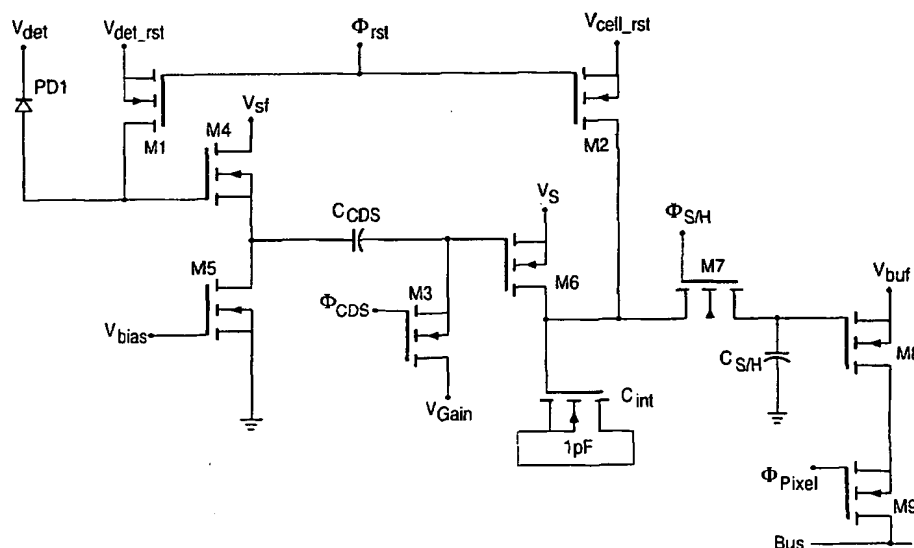 V_det V_det_rst Φ_rst V_cell_rst
PD1
M1 M4 V_sf M2
C_CDS V_S Φ_S/H
M7
M5 M3 M6 V_buf
Φ_CDS
V_bias C_S/H M8
V_Gain C_int
1pF
Φ_Pixel
M9
Bus